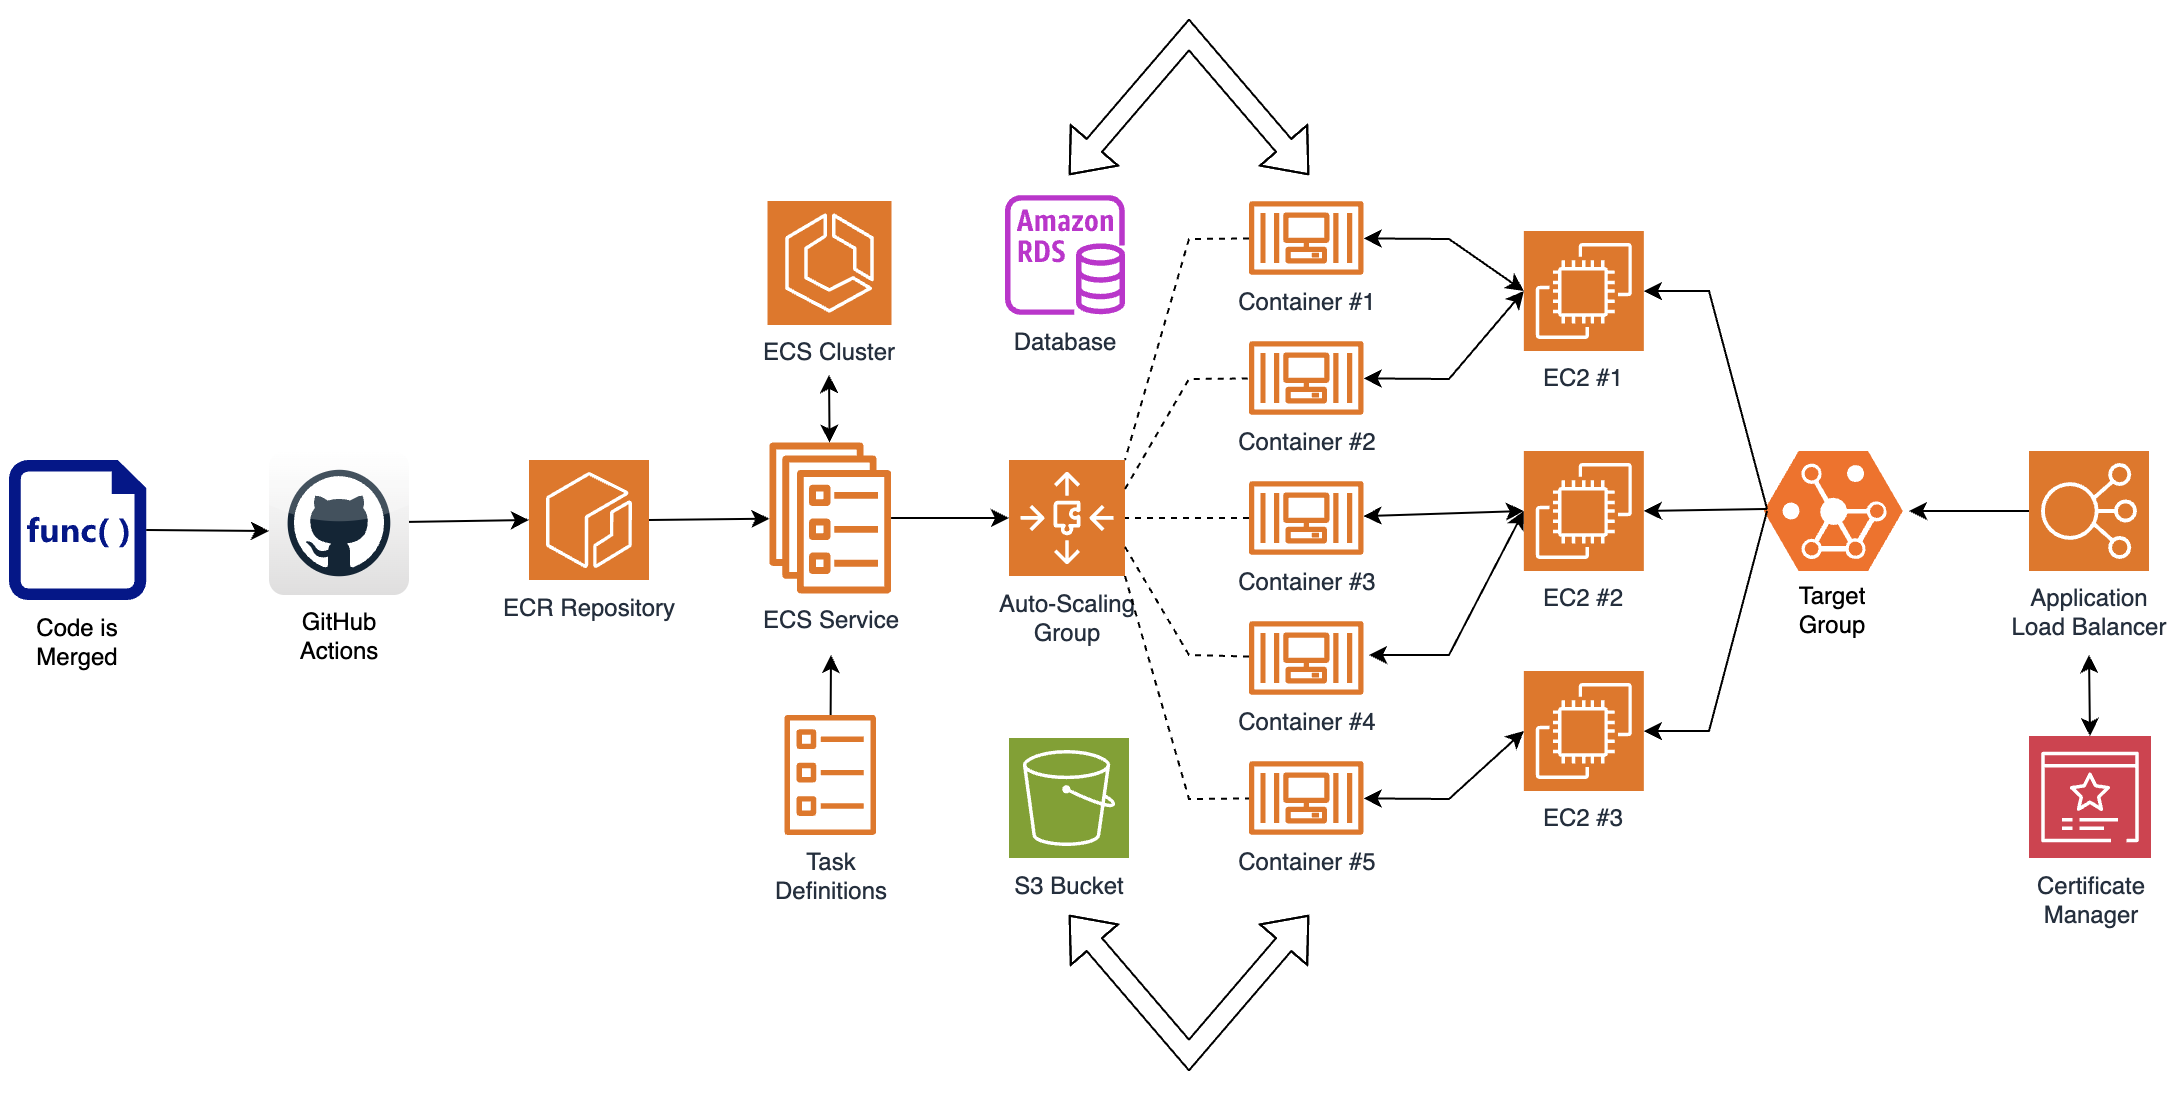 func()
Code is
Merged
GitHub
Actions
ECR Repository
ECS Cluster
ECS Service
Task
Definitions
Amazon
RDS
Database
Auto-Scaling
Group
S3 Bucket
Container #1
Container #2
Container #3
Container #4
Container #5
EC2 #1
EC2 #2
EC2 #3
Target
Group
Application
Load Balancer
Certificate
Manager